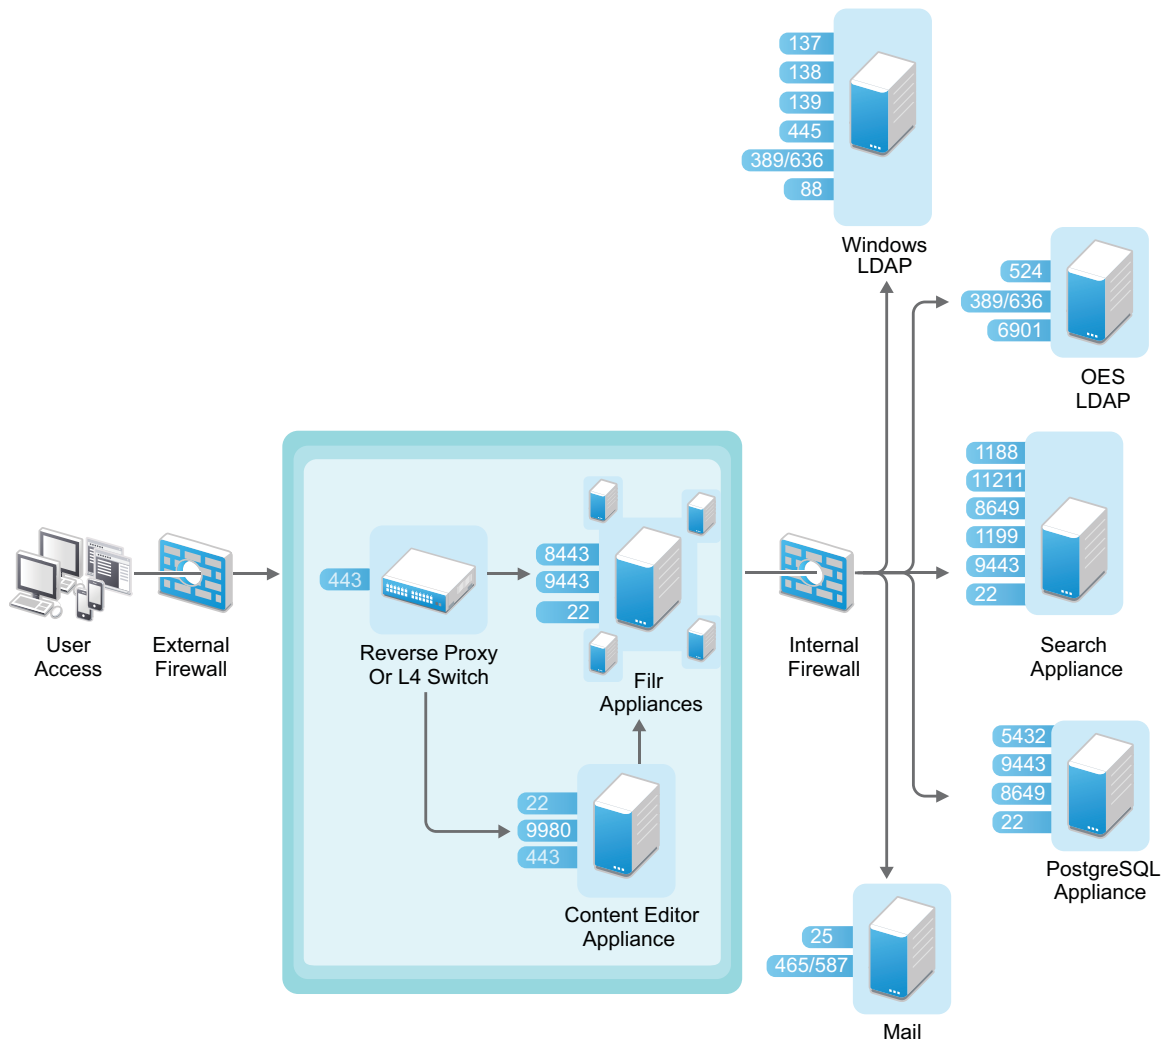 137
138
139
445
389/636
88
Windows
LDAP
524
389/636
6901
OES
LDAP
1188
11211
8649
1199
9443
22
Search
Appliance
User
Access
External
Firewall
443
Reverse Proxy
Or L4 Switch
8443
9443
22
Filr
Appliances
Internal
Firewall
22
9980
443
Content Editor
Appliance
5432
9443
8649
22
PostgreSQL
Appliance
25
465/587
Mail